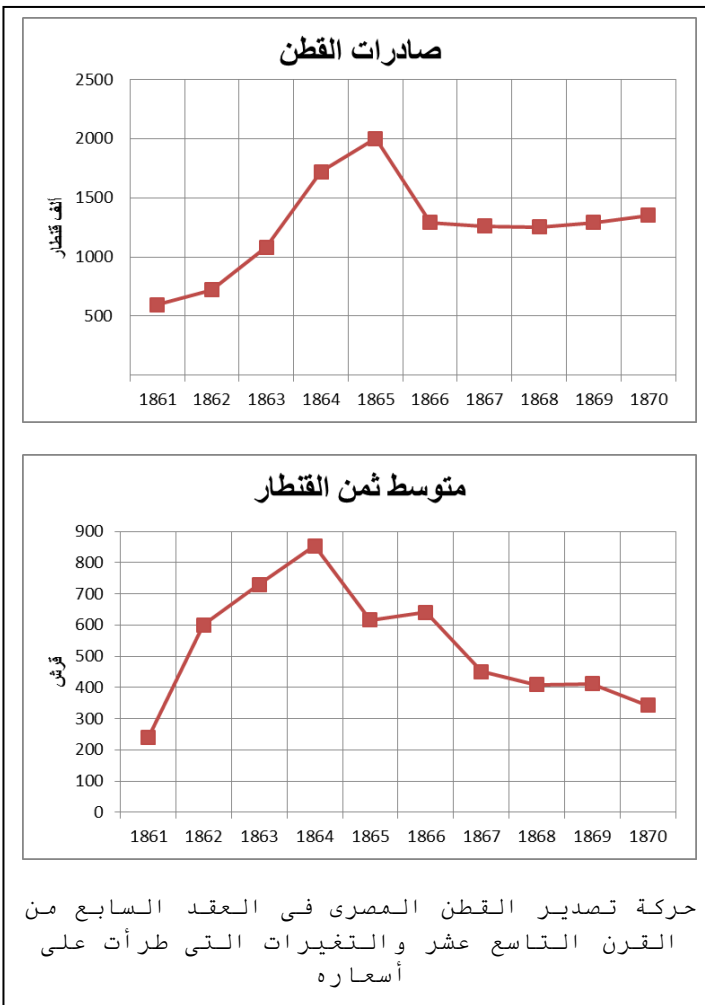 صادرات القطن
2500
2000
1500
1000
500
ألف قنطار
1861 1862 1863 1864 1865 1866 1867 1868 1869 1870
متوسط ثمن القنطار
900
800
700
600
500
400
300
200
100
0
قرش
1861 1862 1863 1864 1865 1866 1867 1868 1869 1870
حركة تصدير القطن المصرى فى العقد السابع من
القرن التاسع عشر والتغيرات التى طرأت على
أسعاره